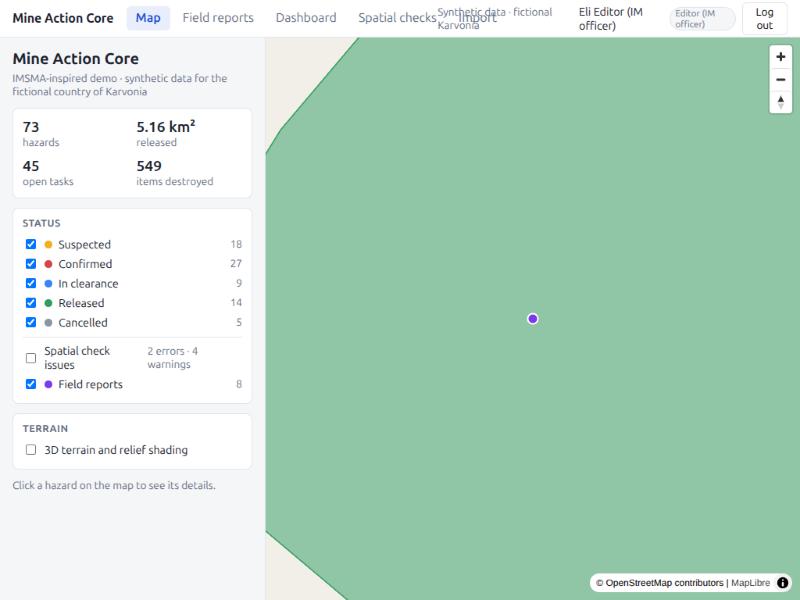 Mine Action Core
Map
Field reports
Dashboard
Spatial checks
Import
Synthetic data · fictional
Karvonia
Eli Editor (IM
officer)
Editor (IM
officer)
Log
out
Mine Action Core
IMSMA-inspired demo · synthetic data for the
fictional country of Karvonia
73
hazards
5.16 km²
released
45
open tasks
549
items destroyed
STATUS
Suspected 18
Confirmed 27
In clearance 9
Released 14
Cancelled 5
Spatial check
issues
2 errors · 4
warnings
Field reports 8
TERRAIN
3D terrain and relief shading
Click a hazard on the map to see its details.
© OpenStreetMap contributors | MapLibre